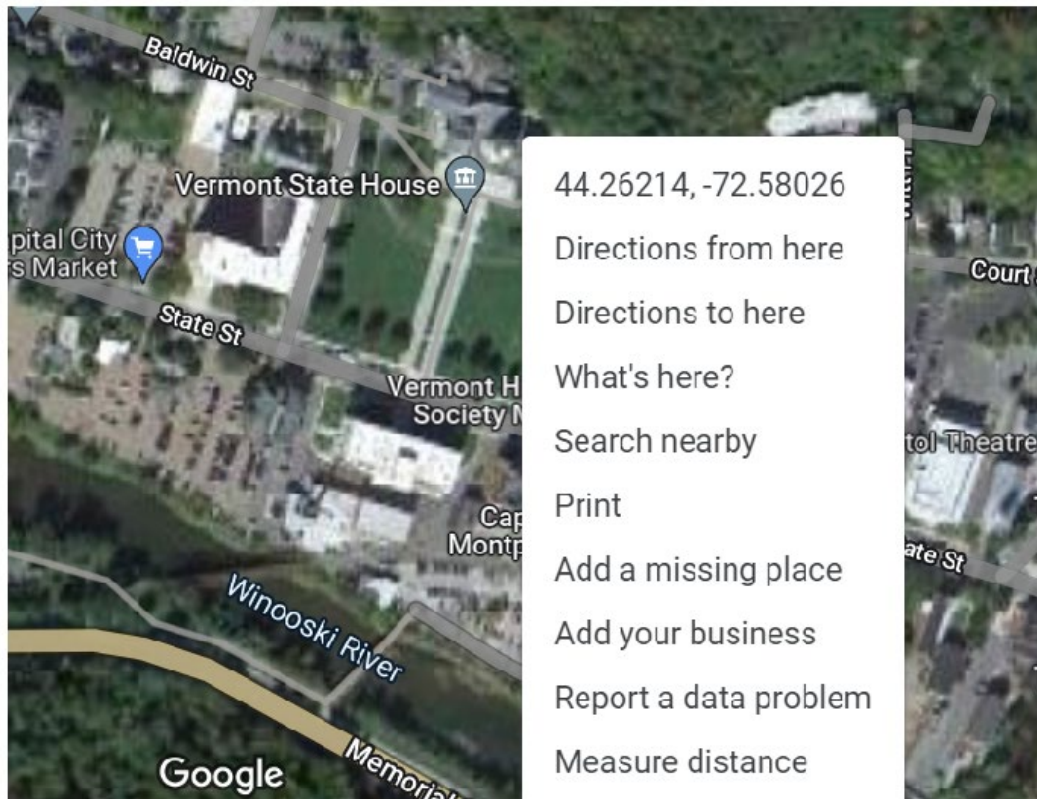 Baldwin St
Vermont State House
44.26214, -72.58026
Directions from here
pital City
rs Market
Court
Directions to here
State St
What's here?
Vermont H
Society M
Search nearby
tol Theatre
Print
Cap
Montp
ate St
Add a missing place
Winooski River
Add your business
Report a data problem
Memorial
Google
Measure distance